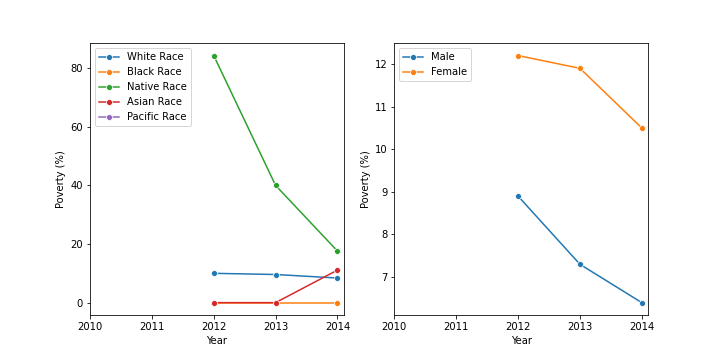 White Race
Black Race
Native Race
Asian Race
Pacific Race
80
60
40
20
0
Poverty (%)
2010 2011 2012 2013 2014
Year
Male
Female
12
11
10
9
8
7
Poverty (%)
2010 2011 2012 2013 2014
Year